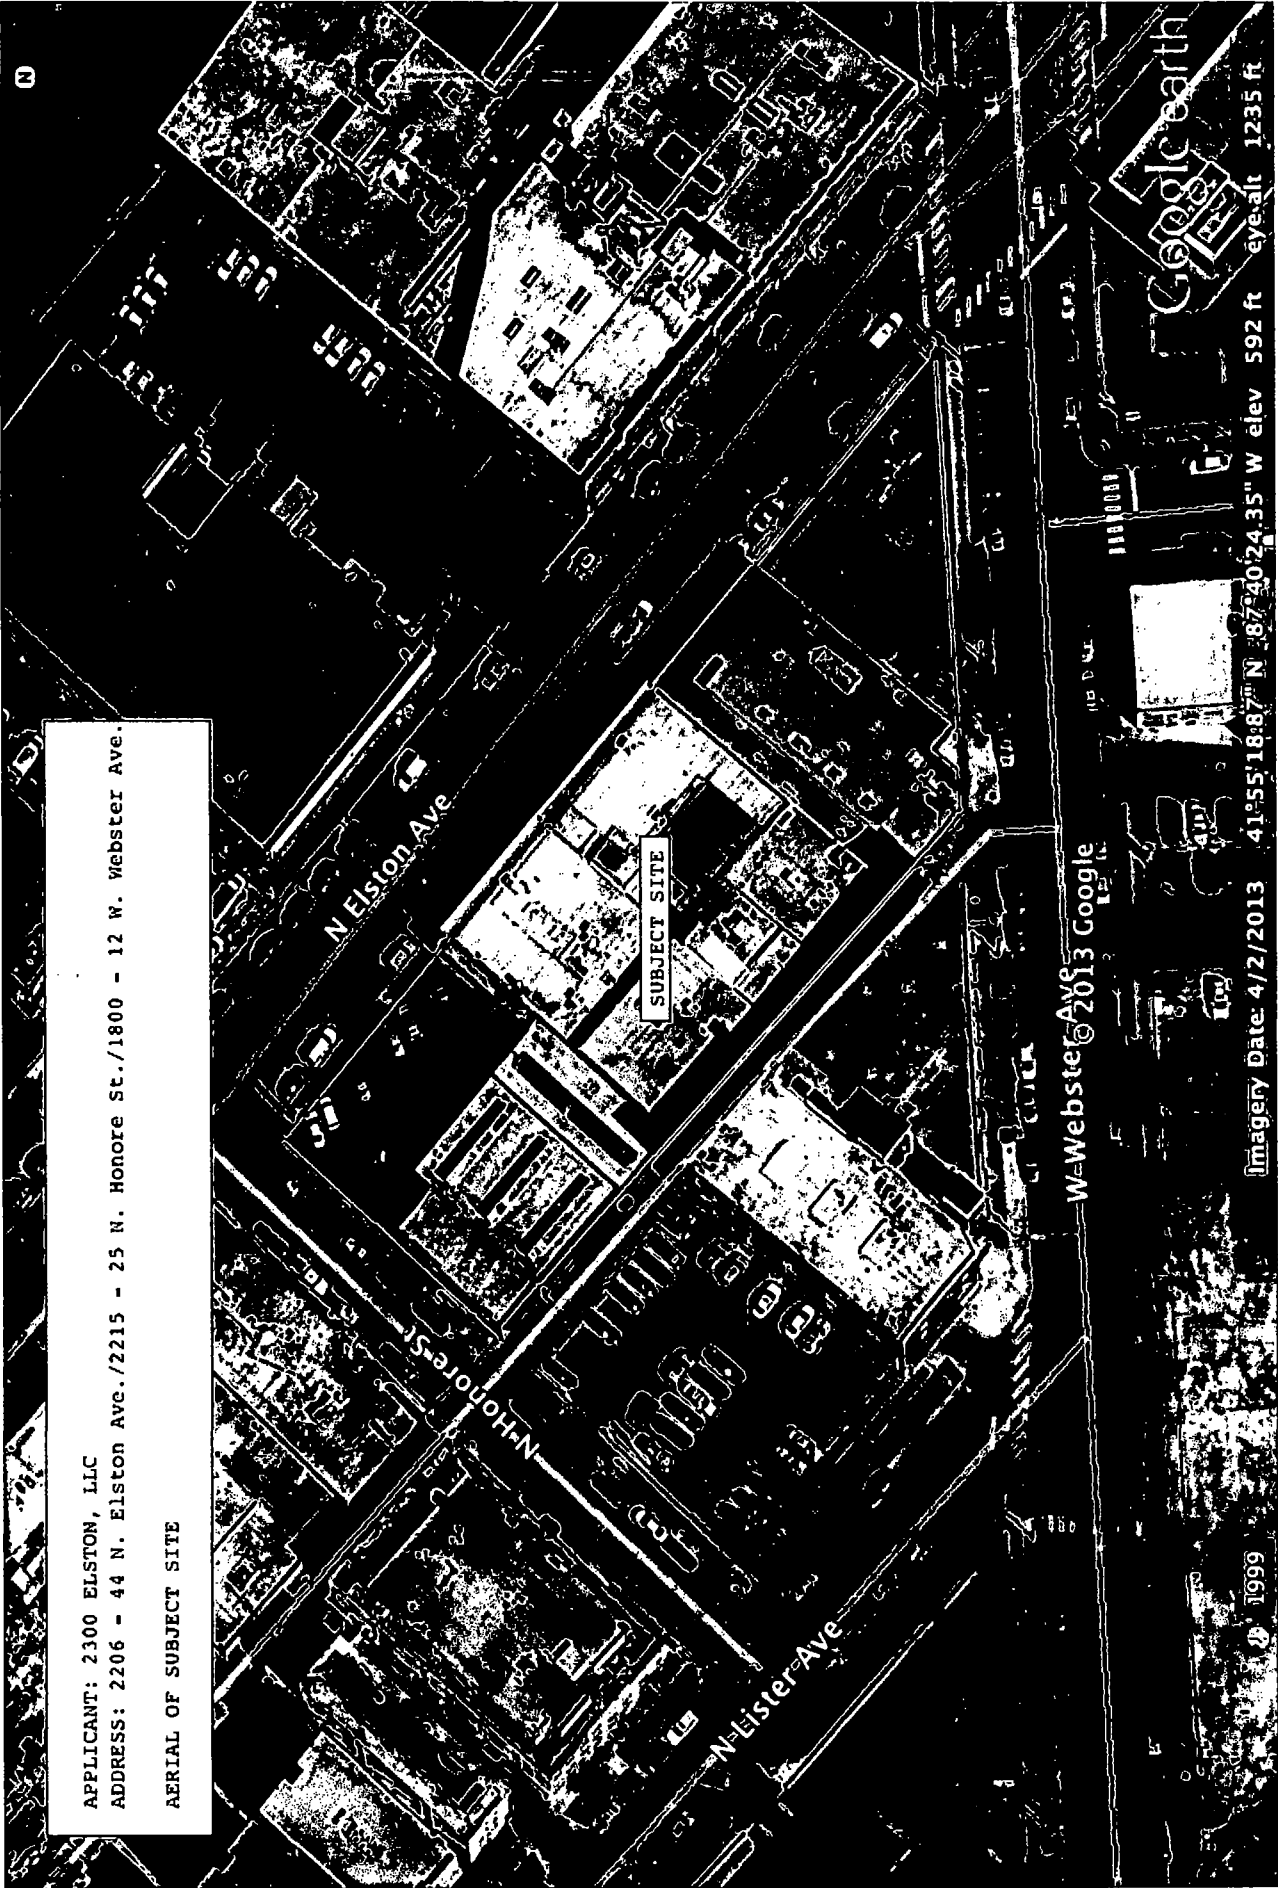 APPLICANT: 2300 ELSTON, LLC
ADDRESS: 2206 - 44 N. Elston Ave./2215 - 25 N. Honore St./1800 - 12 W. Webster Ave.
AERIAL OF SUBJECT SITE
N
N Elston Ave
SUBJECT SITE
N Honore St
N Lister Ave
W Webster Ave
© 2013 Google
Google earth
1999
Imagery Date: 4/2/2013 41°55'18.87" N 87°40'24.35" W elev 592 ft eye alt 1235 ft